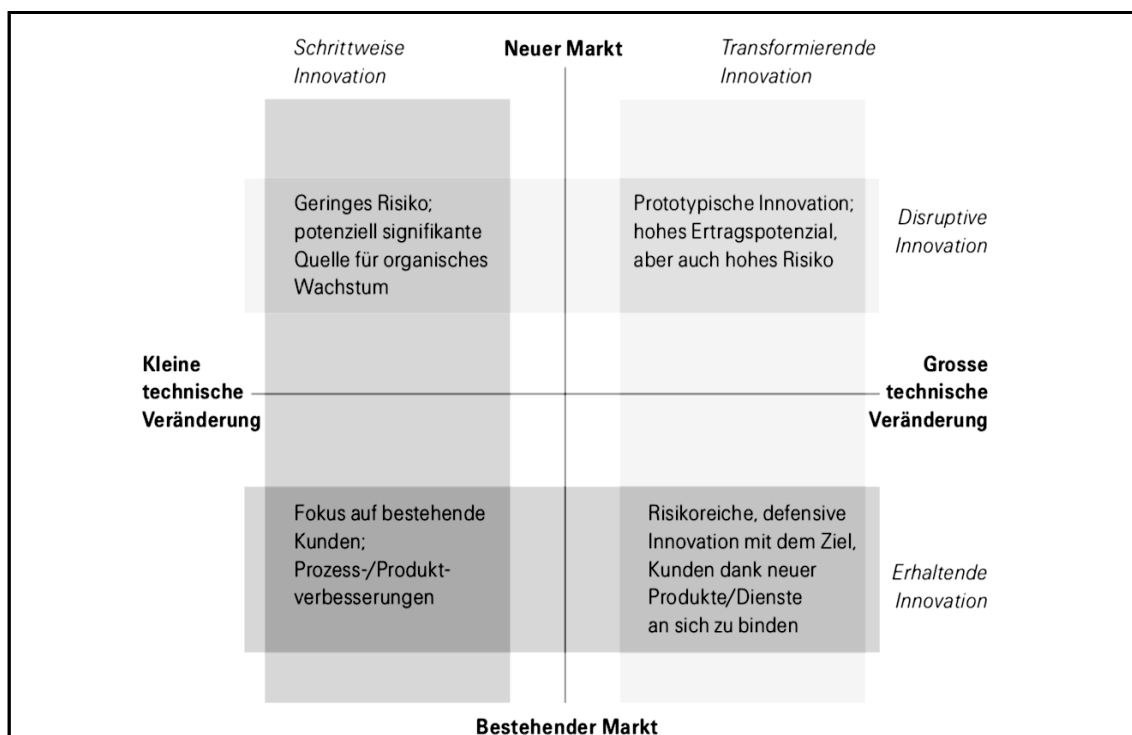 Schrittweise
Innovation
Neuer Markt
Transformierende
Innovation
Geringes Risiko;
potenziell signifikante
Quelle für organisches
Wachstum
Prototypische Innovation;
hohes Ertragspotenzial,
aber auch hohes Risiko
Disruptive
Innovation
Kleine
technische
Veränderung
Grosse
technische
Veränderung
Fokus auf bestehende
Kunden;
Prozess-/Produkt-
verbesserungen
Risikoreiche, defensive
Innovation mit dem Ziel,
Kunden dank neuer
Produkte/Dienste
an sich zu binden
Erhaltende
Innovation
Bestehender Markt